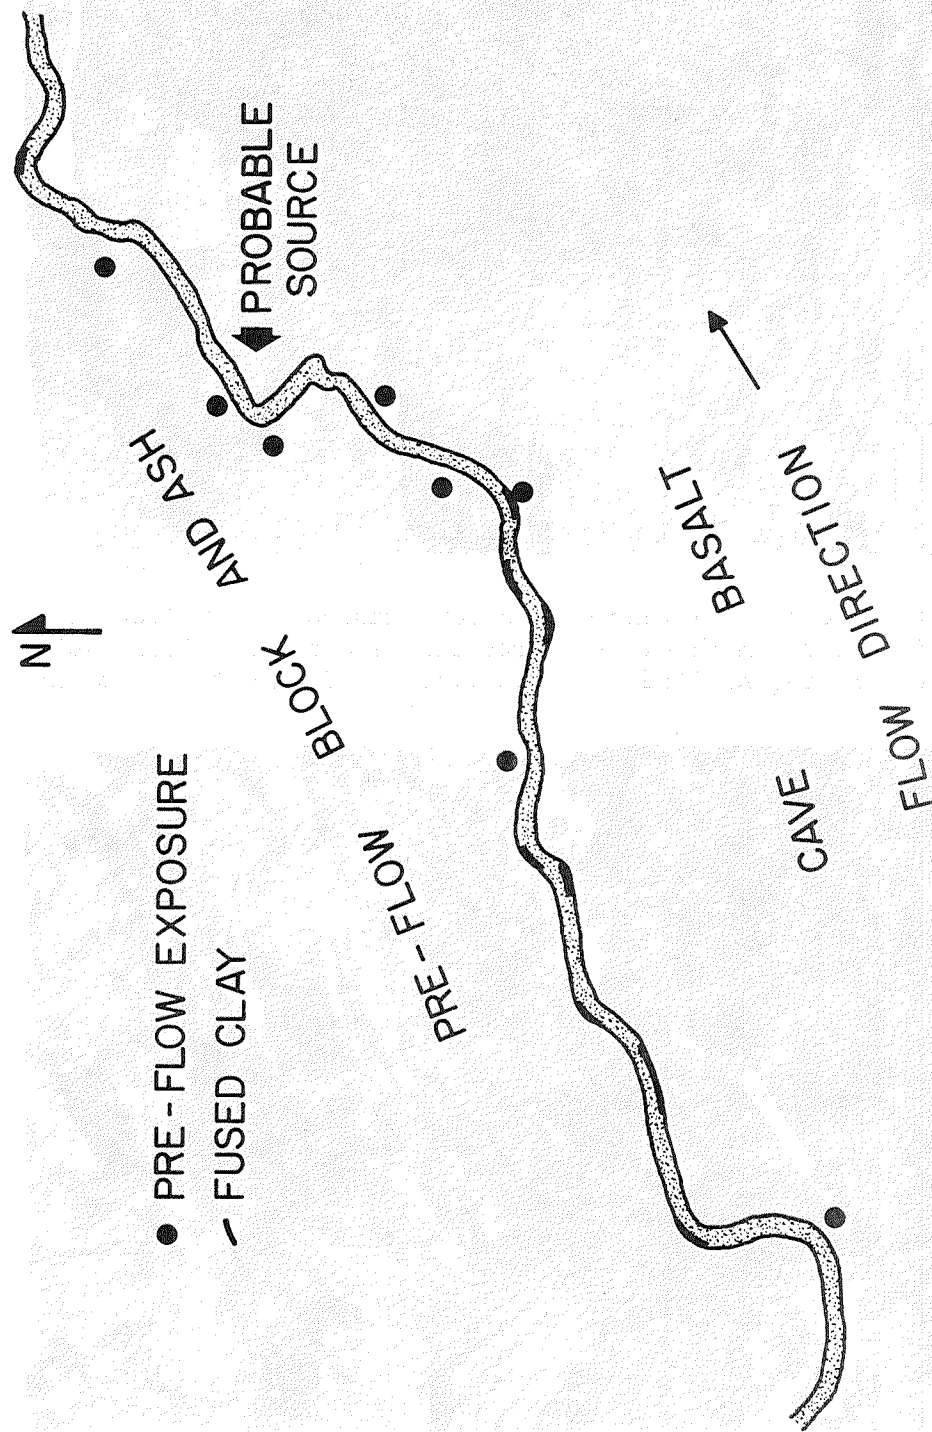 N
● PRE-FLOW EXPOSURE
FUSED CLAY
PROBABLE
SOURCE
PRE-FLOW BLOCK AND ASH
CAVE BASALT
FLOW DIRECTION